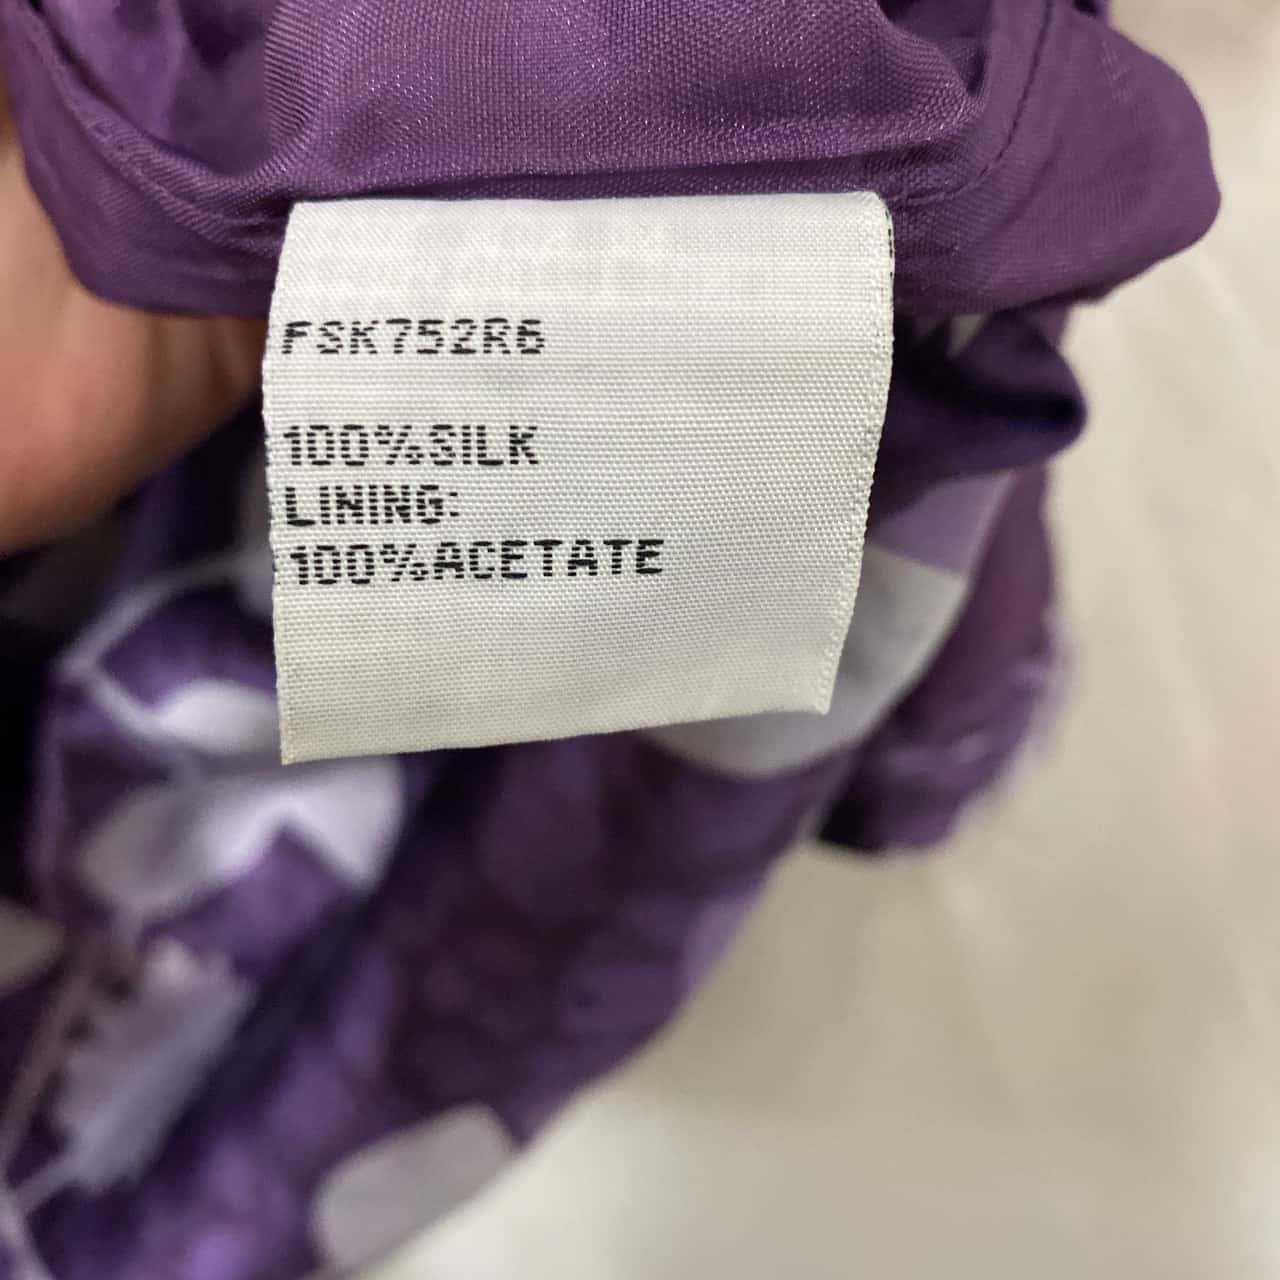 FSK752R6
100%SILK
LINING:
100%ACETATE